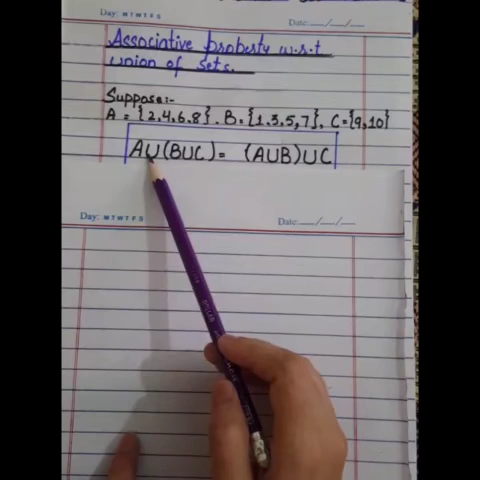 Day: M T W T F S Date: __/__/__
Associative property w.r.t
union of sets.
Suppose:-
A = {2,4,6,8}. B={1,3,5,7}, C={9,10}
AU(BUC)= (AUB)UC
Day: M T W T F S Date: __/__/__